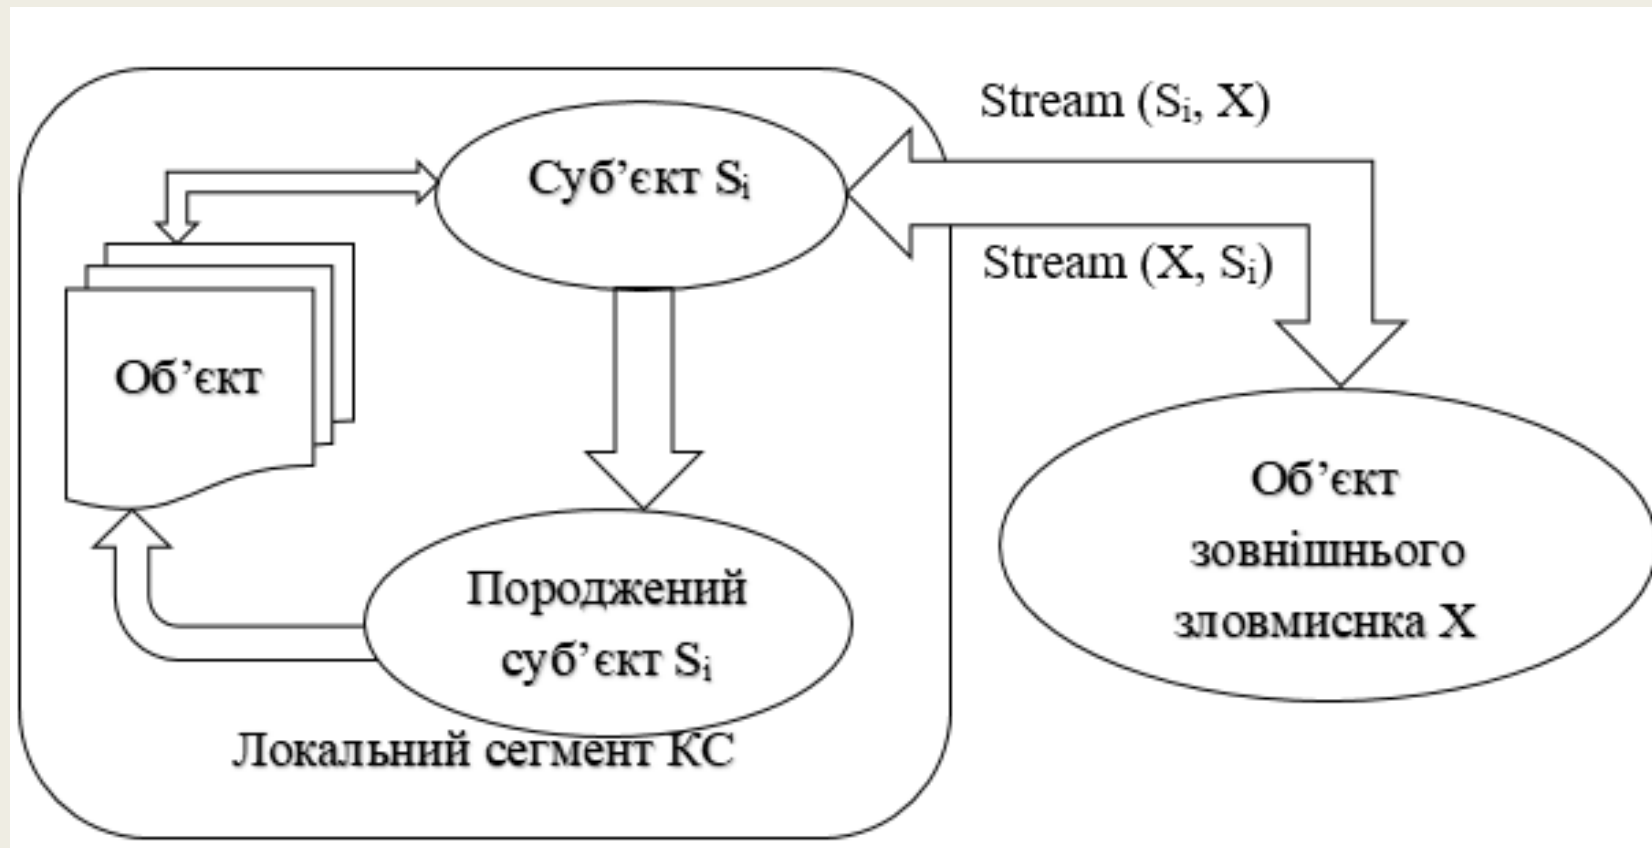 Stream (Sᵢ, X)
Суб’єкт Sᵢ
Stream (X, Sᵢ)
Об’єкт
Об’єкт
зовнішнього
зловмиснка X
Породжений
суб’єкт Sᵢ
Локальний сегмент КС